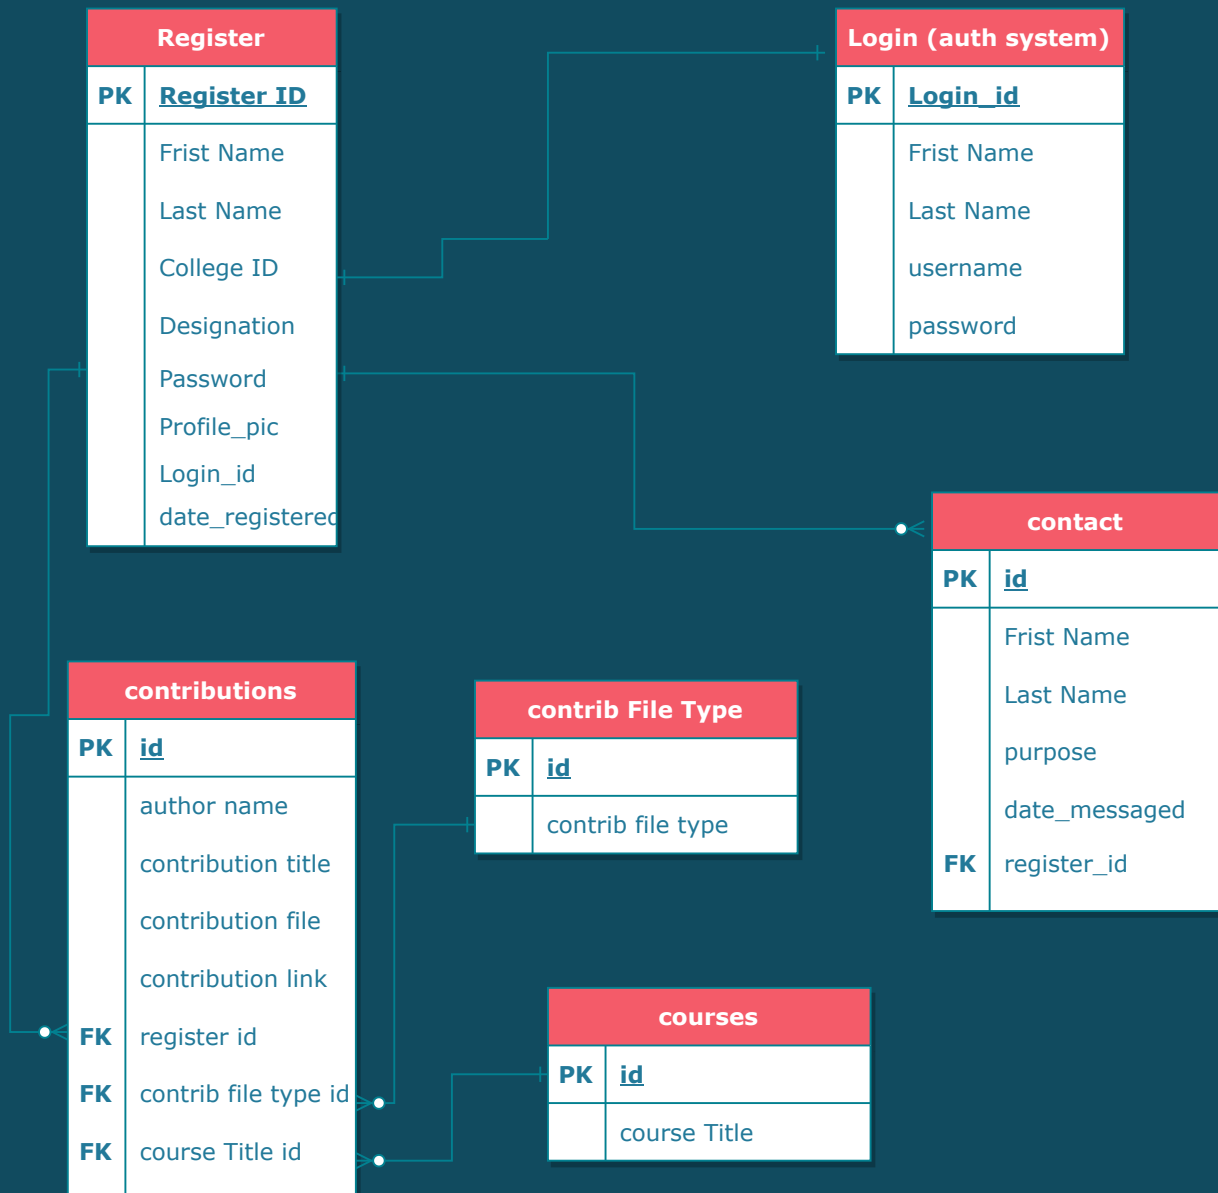 Register
PK Register ID
Frist Name
Last Name
College ID
Designation
Password
Profile_pic
Login_id
date_registered
Login (auth system)
PK Login_id
Frist Name
Last Name
username
password
contact
PK id
Frist Name
Last Name
purpose
date_messaged
FK register_id
contributions
PK id
author name
contribution title
contribution file
contribution link
FK register id
FK contrib file type id
FK course Title id
contrib File Type
PK id
contrib file type
courses
PK id
course Title